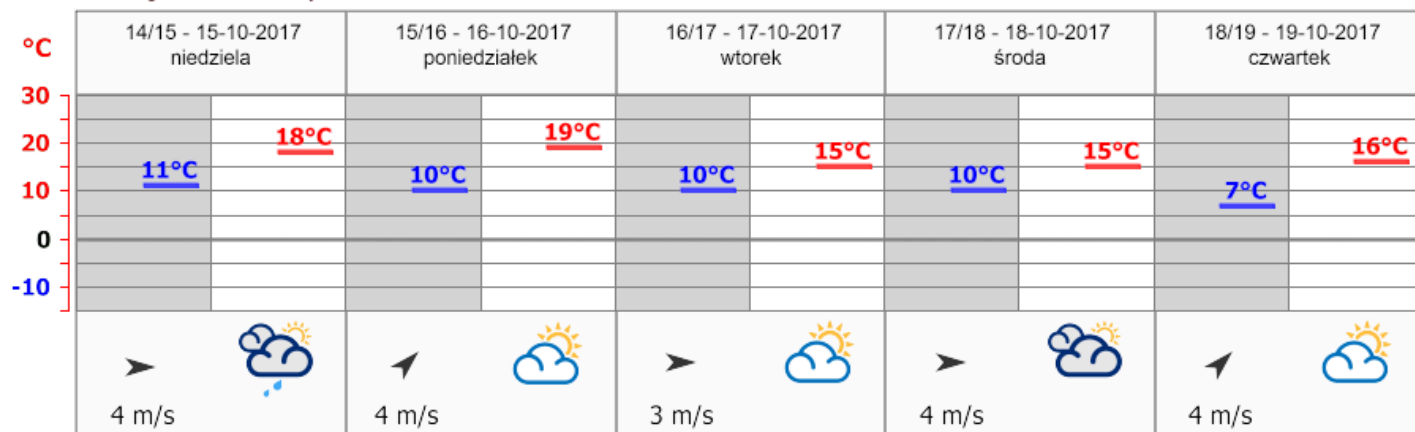 °C
14/15 - 15-10-2017
niedziela
15/16 - 16-10-2017
poniedziałek
16/17 - 17-10-2017
wtorek
17/18 - 18-10-2017
środa
18/19 - 19-10-2017
czwartek
30
20
10
0
-10
11°C
18°C
10°C
19°C
10°C
15°C
10°C
15°C
7°C
16°C
4 m/s
4 m/s
3 m/s
4 m/s
4 m/s